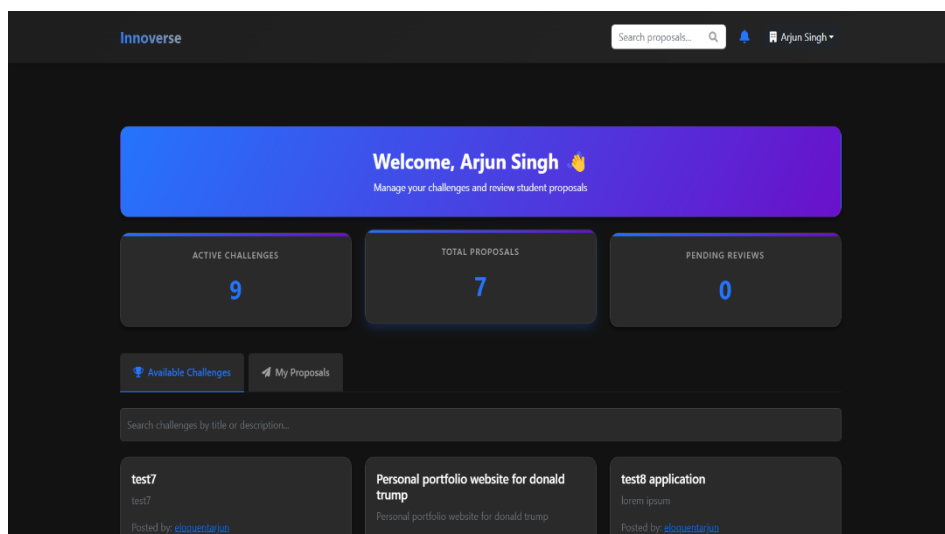 Innoverse
Search proposals...
Arjun Singh
Welcome, Arjun Singh 👋
Manage your challenges and review student proposals
ACTIVE CHALLENGES
9
TOTAL PROPOSALS
7
PENDING REVIEWS
0
Available Challenges
My Proposals
Search challenges by title or description...
test7
test7
Posted by: eloquentarjun
Personal portfolio website for donald
trump
Personal portfolio website for donald trump
test8 application
lorem ipsum
Posted by: eloquentarjun